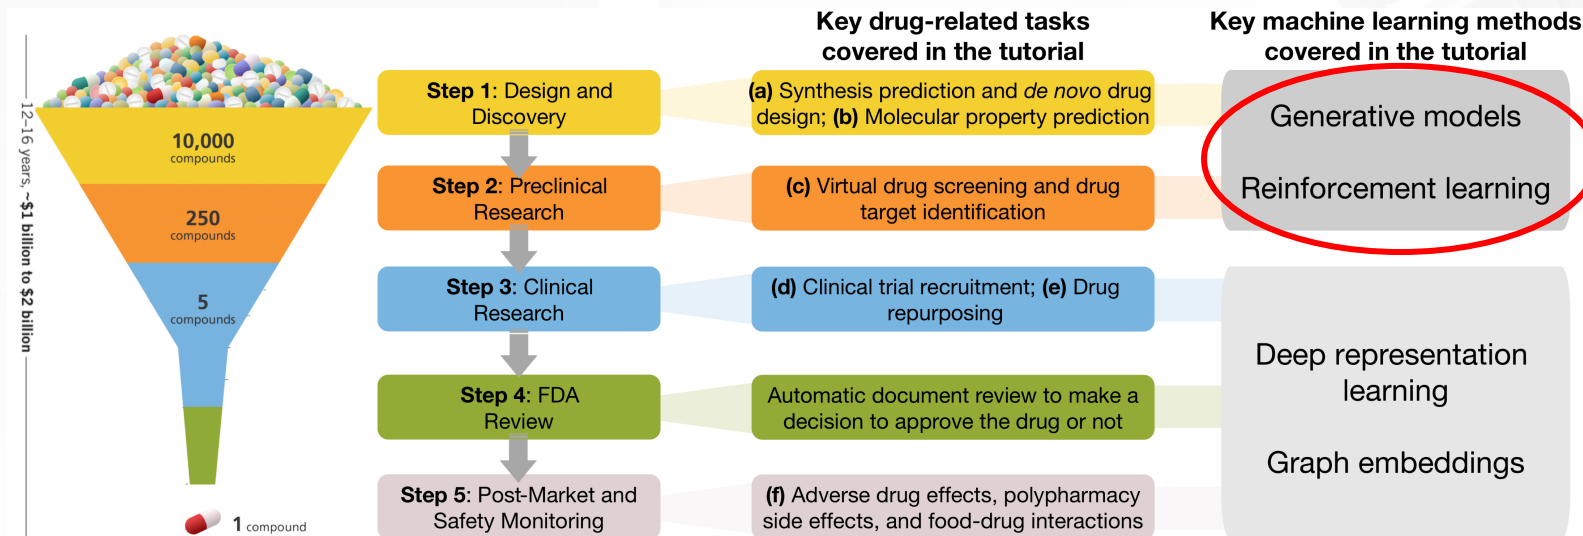 Key drug-related tasks
covered in the tutorial
Key machine learning methods
covered in the tutorial
12–16 years, ~$1 billion to $2 billion
10,000
compounds
250
compounds
5
compounds
1 compound
Step 1: Design and
Discovery
(a) Synthesis prediction and de novo drug
design; (b) Molecular property prediction
Step 2: Preclinical
Research
(c) Virtual drug screening and drug
target identification
Generative models
Reinforcement learning
Step 3: Clinical
Research
(d) Clinical trial recruitment; (e) Drug
repurposing
Step 4: FDA
Review
Automatic document review to make a
decision to approve the drug or not
Step 5: Post-Market and
Safety Monitoring
(f) Adverse drug effects, polypharmacy
side effects, and food-drug interactions
Deep representation
learning
Graph embeddings